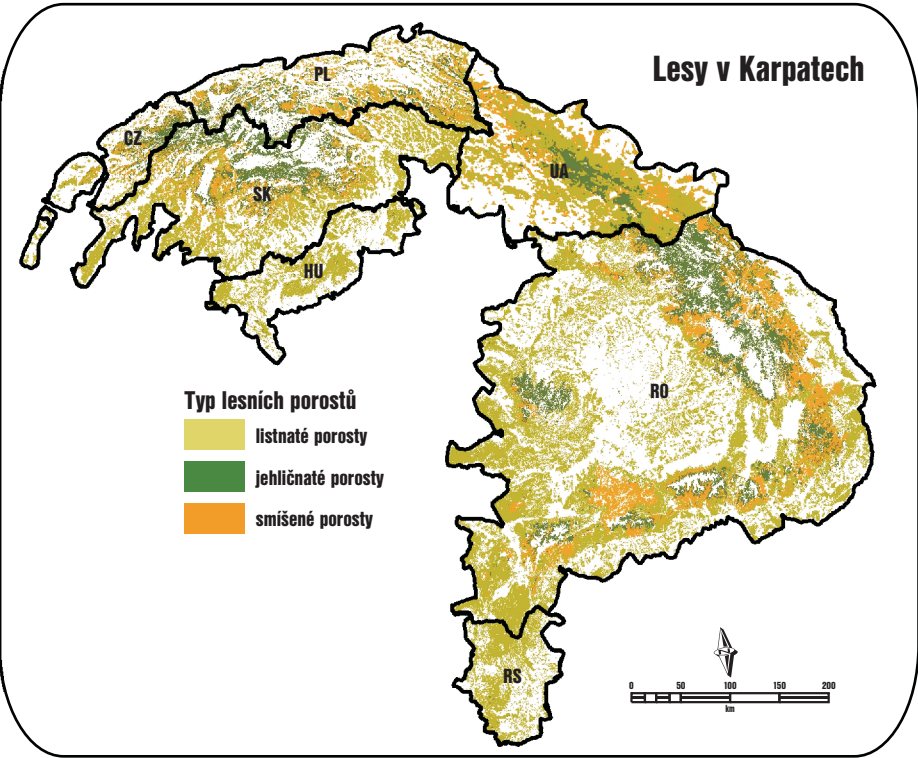 Lesy v Karpatech
PL
CZ
UA
SK
HU
RO
Typ lesních porostů
listnaté porosty
jehličnaté porosty
smíšené porosty
RS
0 50 100 150 200
km